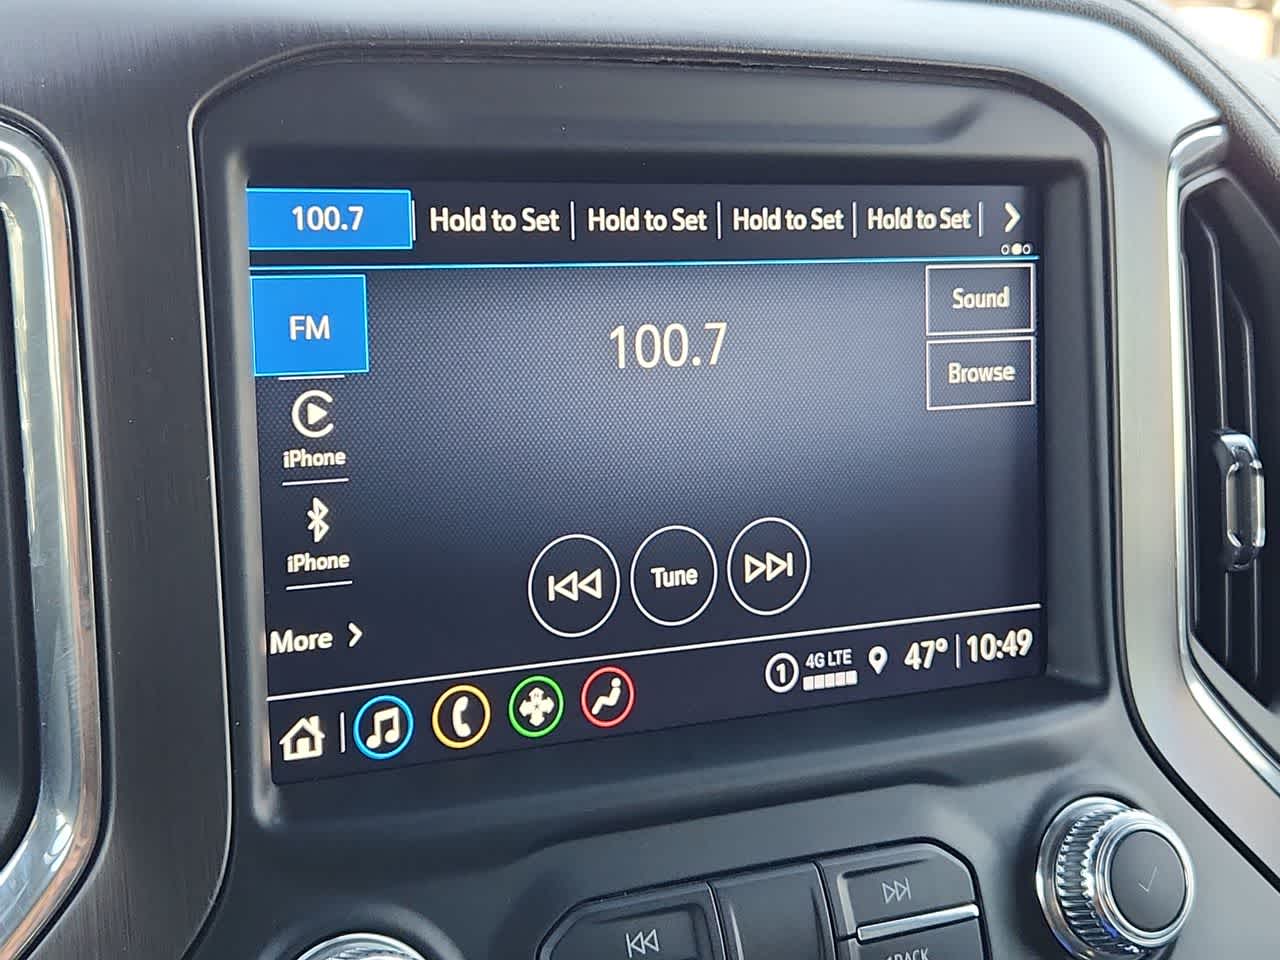 100.7 Hold to Set Hold to Set Hold to Set Hold to Set
FM
100.7
Sound
Browse
iPhone
iPhone
Tune
More
1 4G LTE 47° 10:49